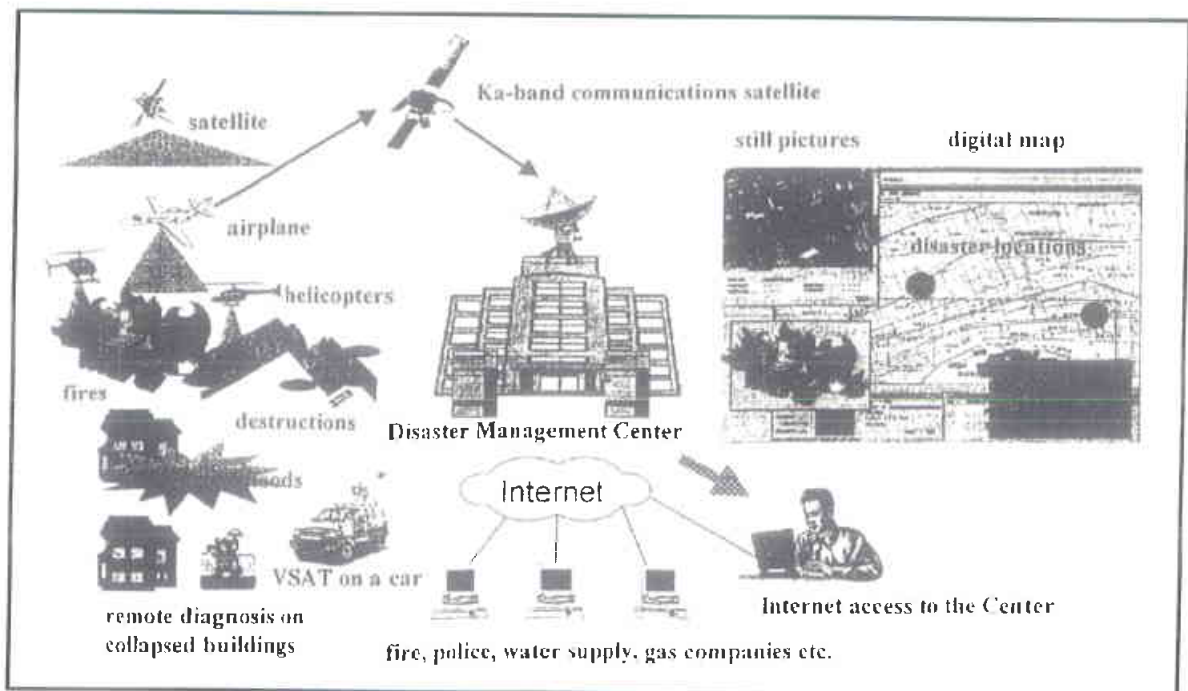 Ka-band communications satellite
satellite
still pictures
digital map
airplane
disaster locations
helicopters
fires
destructions
Disaster Management Center
Internet
VSAT on a car
remote diagnosis on
collapsed buildings
Internet access to the Center
fire, police, water supply, gas companies etc.